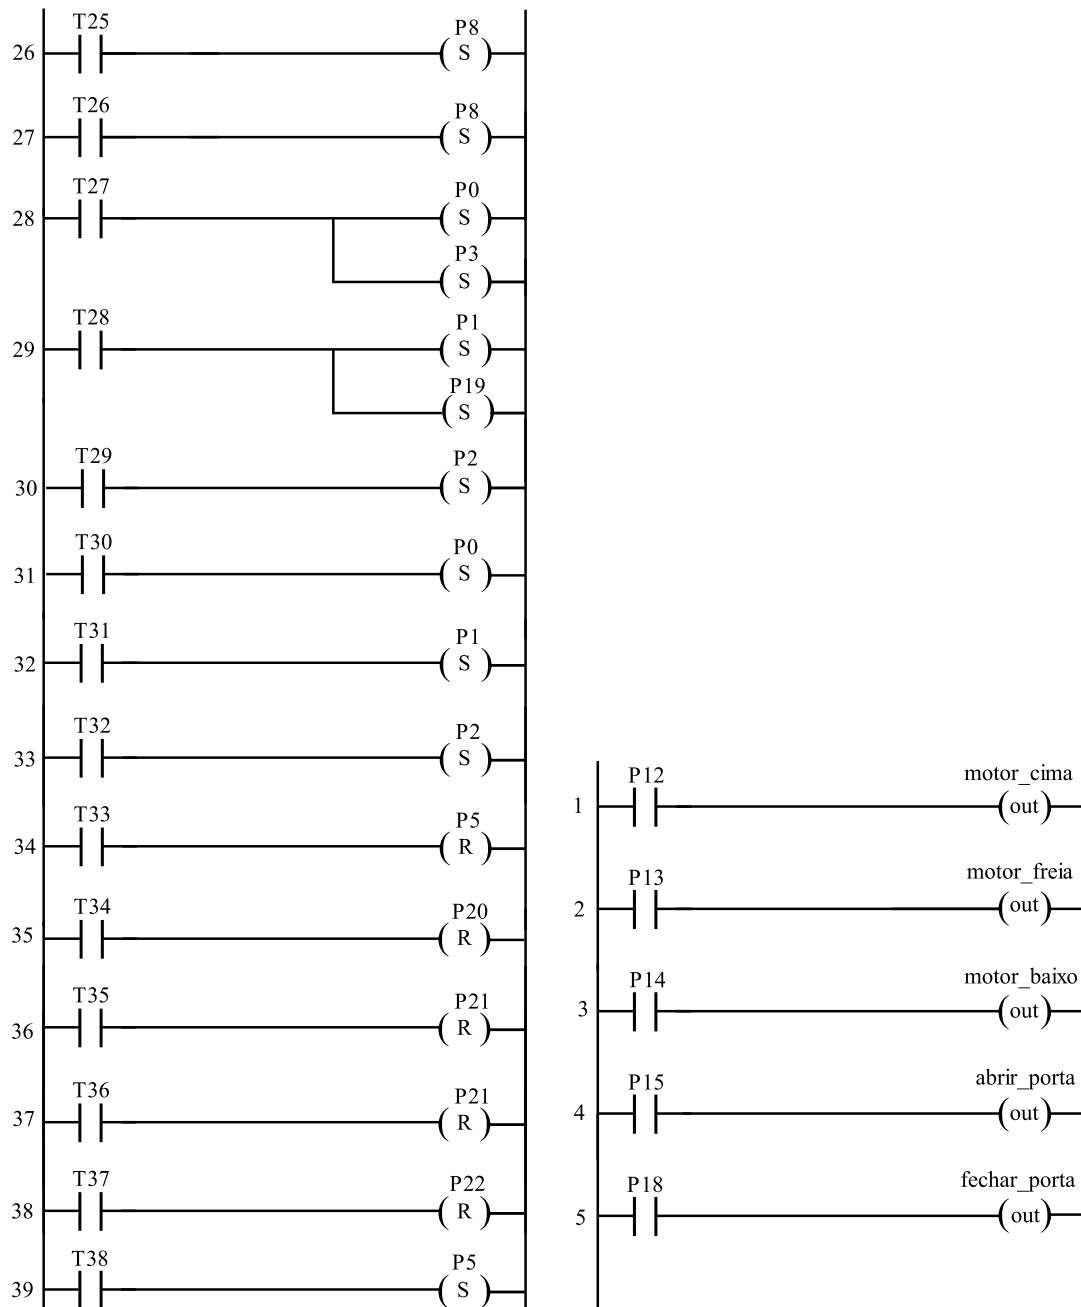 T25 P8
26 S
T26 P8
27 S
T27 P0
28 S
P3
S
T28 P1
29 S
P19
S
T29 P2
30 S
T30 P0
31 S
T31 P1
32 S
T32 P2
33 S
T33 P5
34 R
T34 P20
35 R
T35 P21
36 R
T36 P21
37 R
T37 P22
38 R
T38 P5
39 S
P12 motor_cima
1 out
P13 motor_freia
2 out
P14 motor_baixo
3 out
P15 abrir_porta
4 out
P18 fechar_porta
5 out